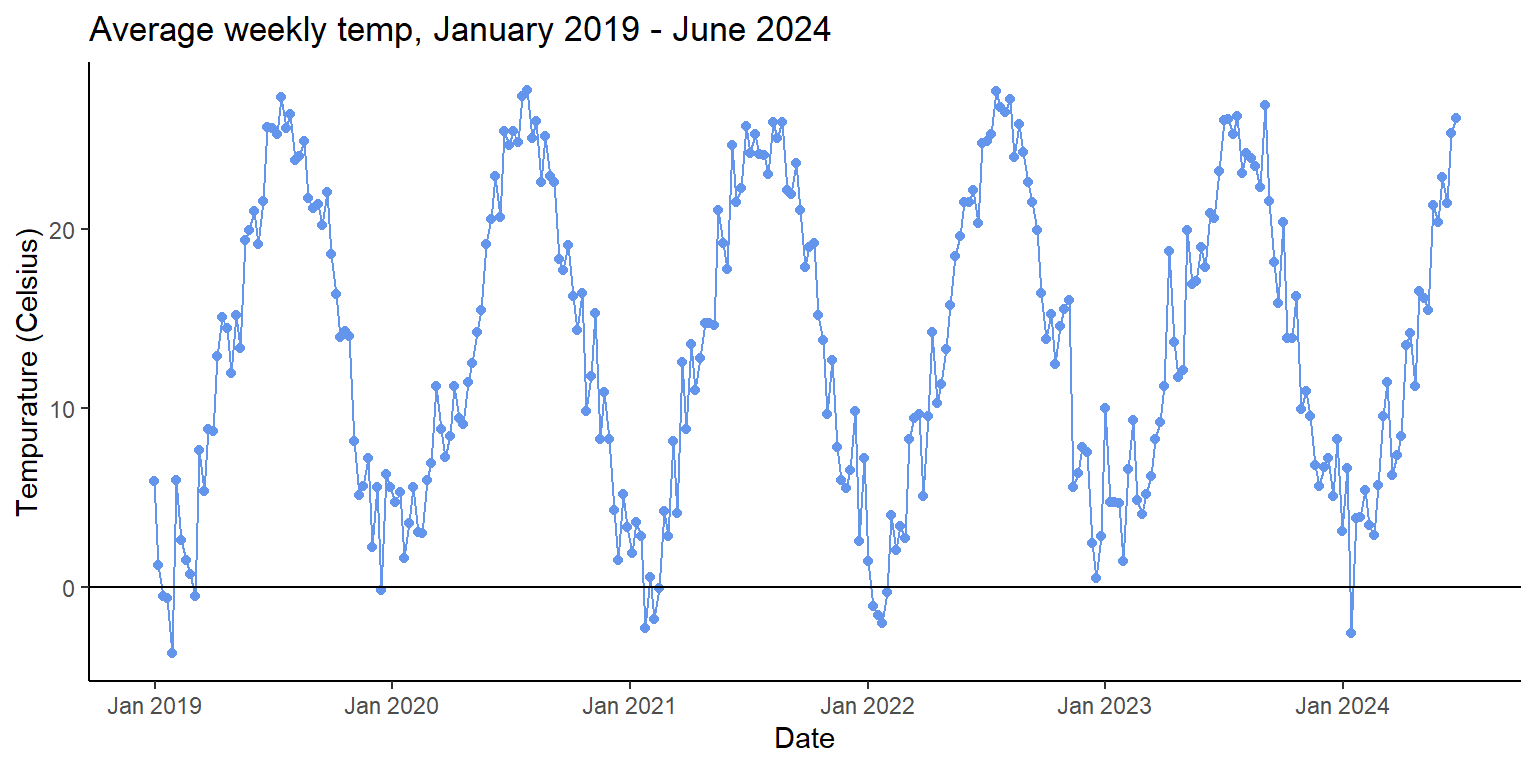 Average weekly temp, January 2019 - June 2024
Tempurature (Celsius)
20
10
0
Jan 2019 Jan 2020 Jan 2021 Jan 2022 Jan 2023 Jan 2024
Date